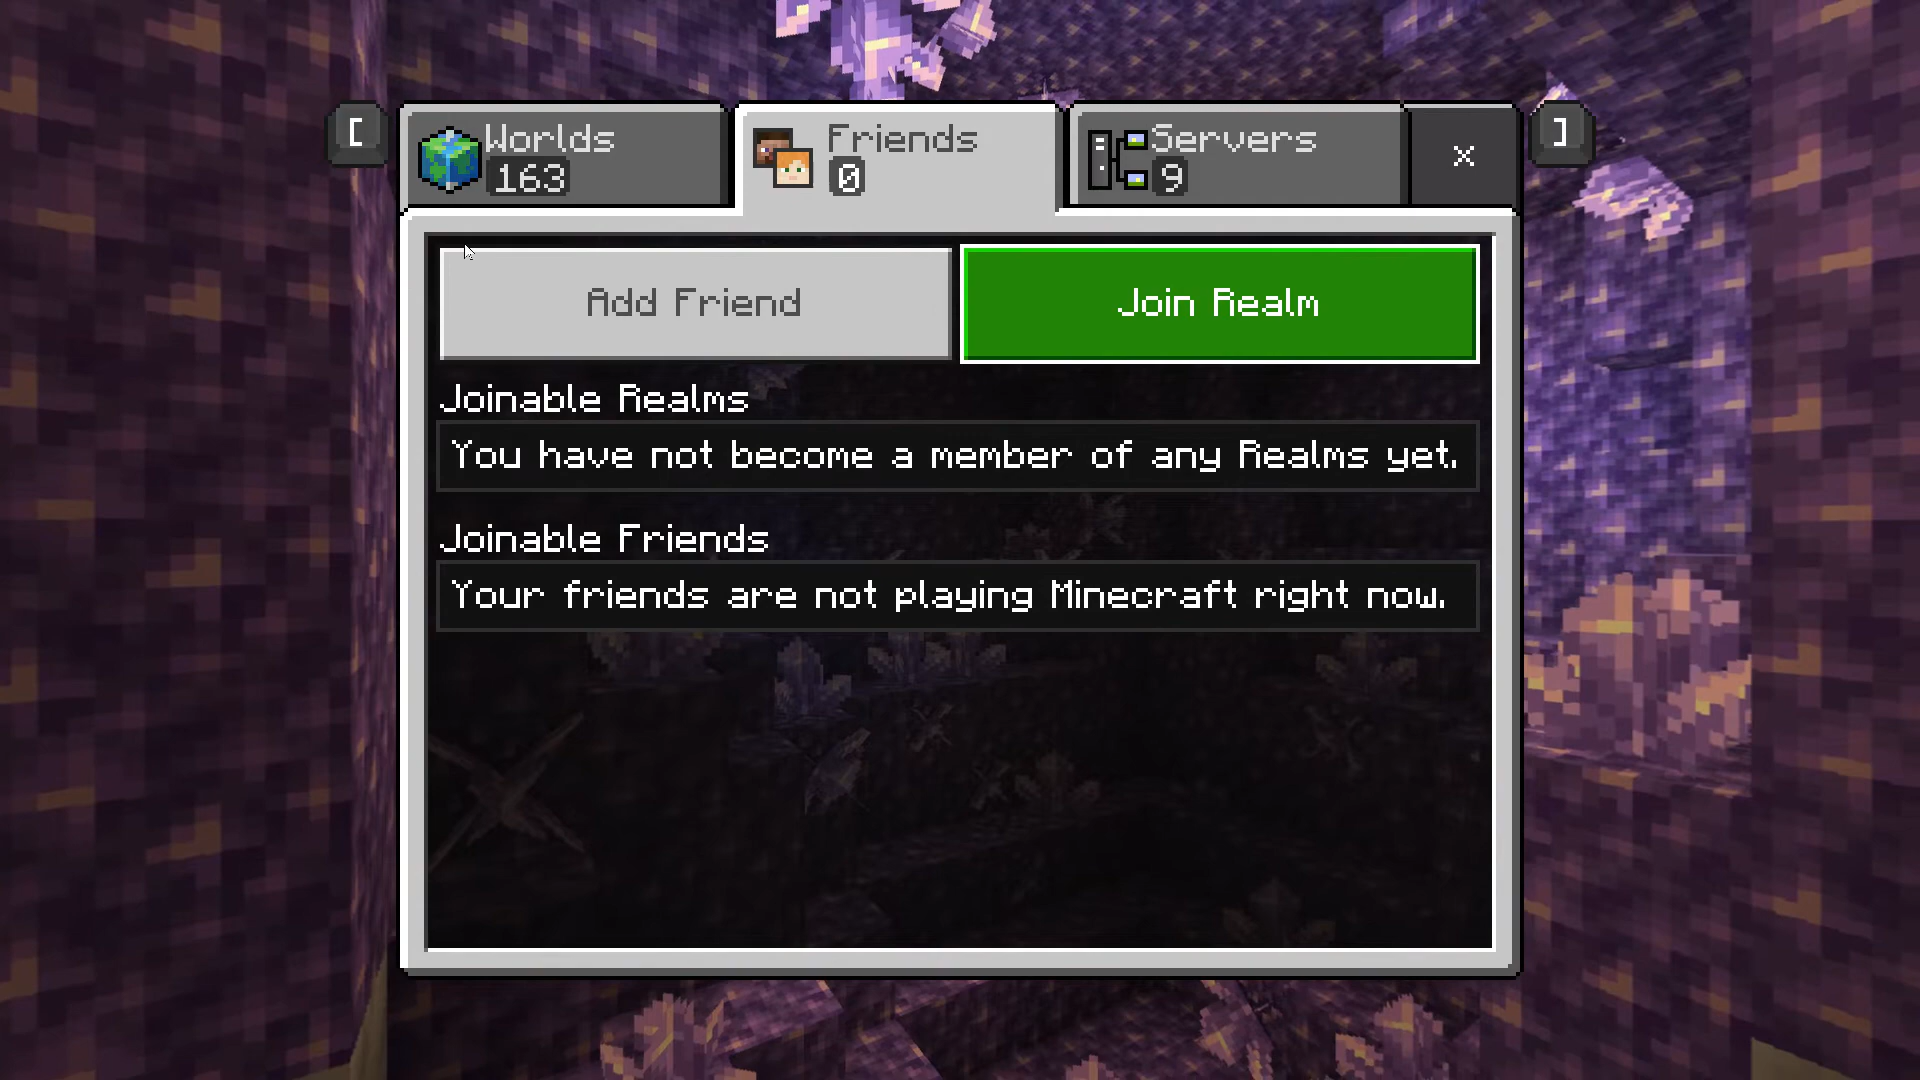 [
Worlds
163
Friends
0
Servers
9
X
]
Add Friend
Join Realm
Joinable Realms
You have not become a member of any Realms yet.
Joinable Friends
Your friends are not playing Minecraft right now.